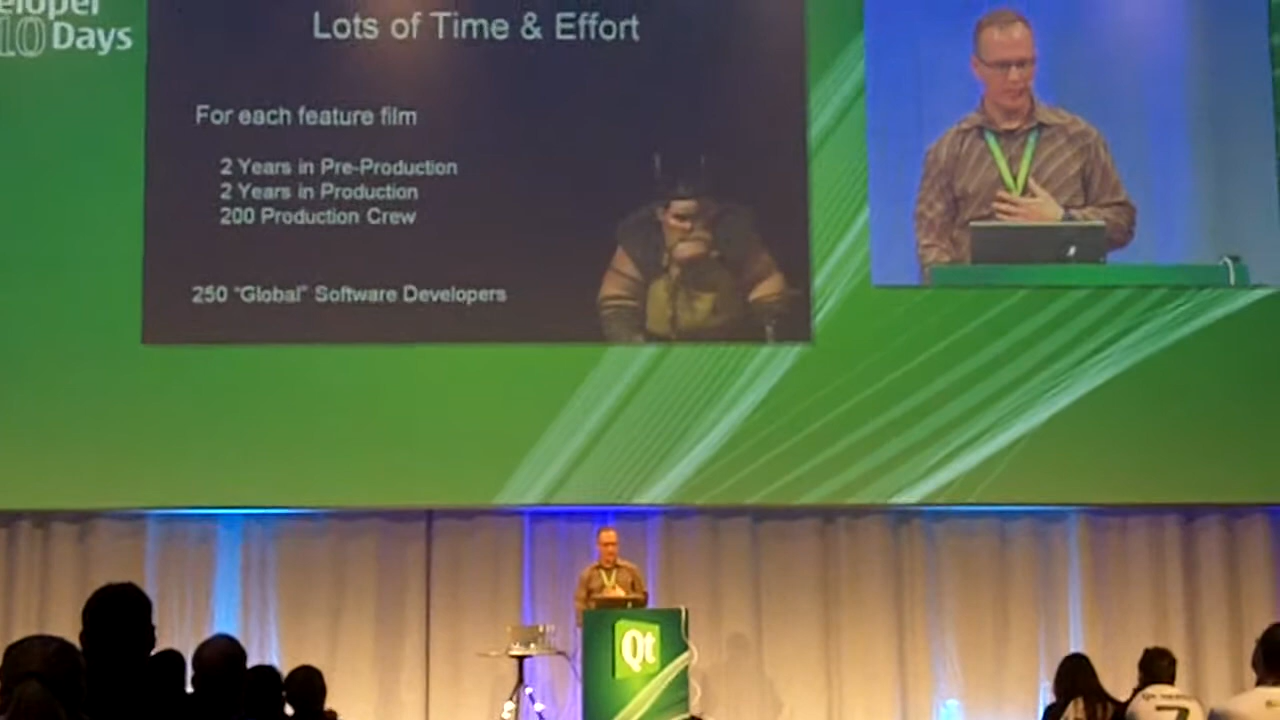 10 Days
Lots of Time & Effort
For each feature film
2 Years in Pre-Production
2 Years in Production
200 Production Crew
250 “Global” Software Developers
Qt
7